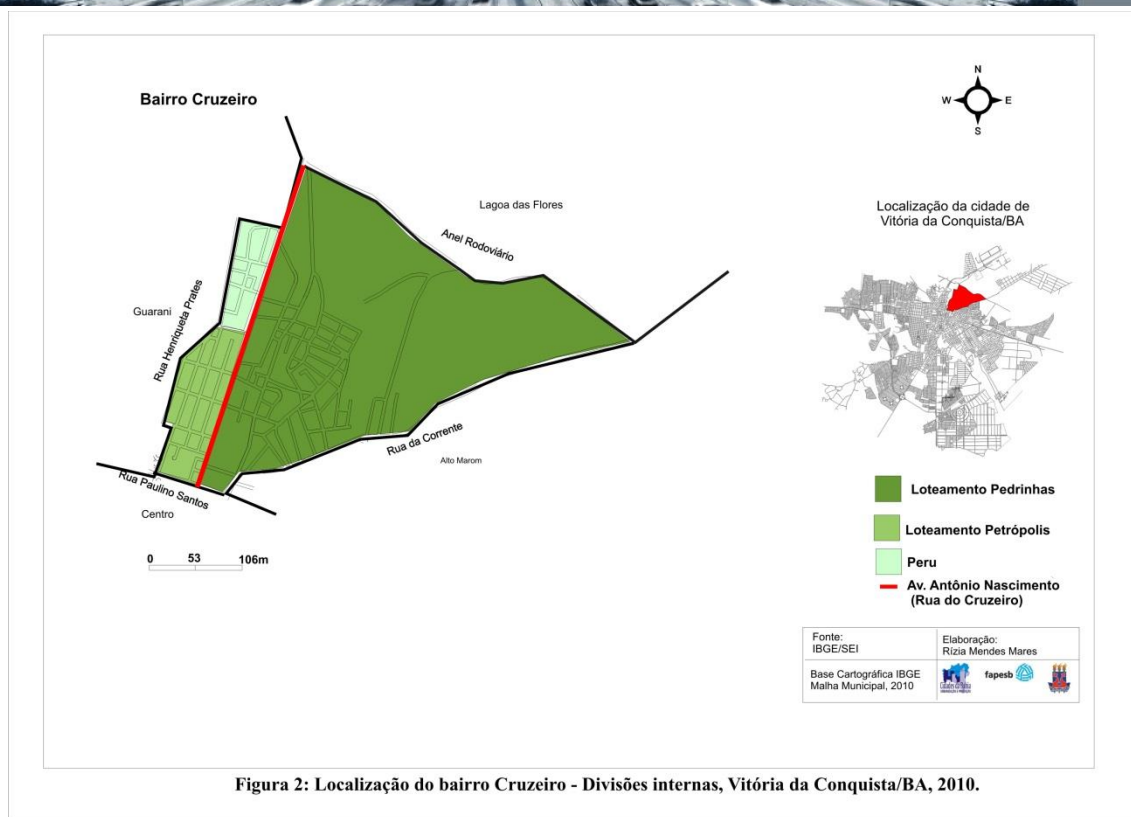 Bairro Cruzeiro
N
W
E
S
Lagoa das Flores
Anel Rodoviário
Localização da cidade de
Vitória da Conquista/BA
Guarani
Rua Henriqueta Prates
Rua da Corrente
Alto Marom
Rua Paulino Santos
Centro
0 53 106m
Loteamento Pedrinhas
Loteamento Petrópolis
Peru
Av. Antônio Nascimento
(Rua do Cruzeiro)
Fonte:
IBGE/SEI
Elaboração:
Rízia Mendes Mares
Base Cartográfica IBGE
Malha Municipal, 2010
fapesb
Figura 2: Localização do bairro Cruzeiro - Divisões internas, Vitória da Conquista/BA, 2010.